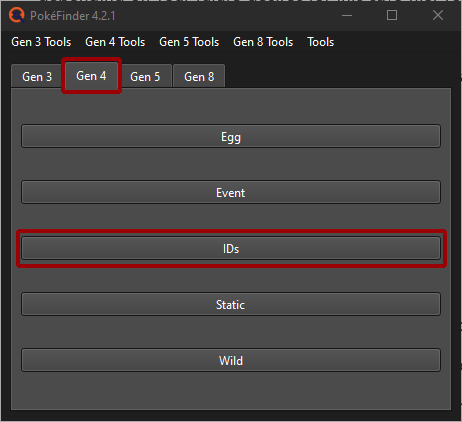 PokéFinder 4.2.1
Gen 3 Tools Gen 4 Tools Gen 5 Tools Gen 8 Tools Tools
Gen 3 Gen 4 Gen 5 Gen 8
Egg
Event
IDs
Static
Wild